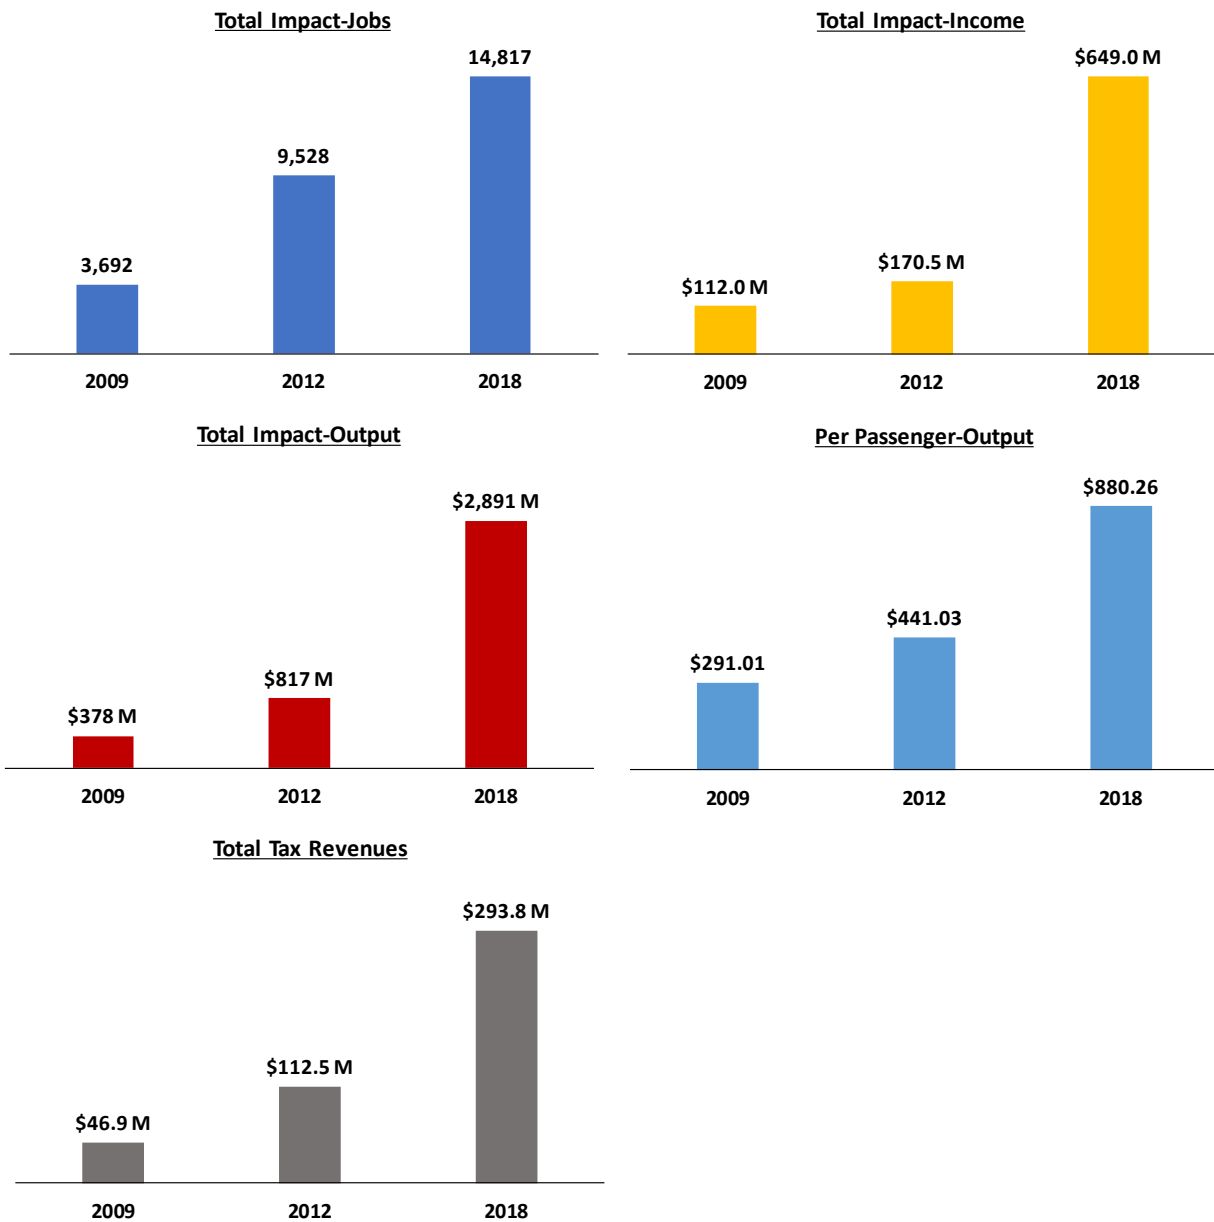 Total Impact-Jobs
14,817
9,528
3,692
2009 2012 2018
Total Impact-Income
$649.0 M
$170.5 M
$112.0 M
2009 2012 2018
Total Impact-Output
$2,891 M
$817 M
$378 M
2009 2012 2018
Per Passenger-Output
$880.26
$441.03
$291.01
2009 2012 2018
Total Tax Revenues
$293.8 M
$112.5 M
$46.9 M
2009 2012 2018